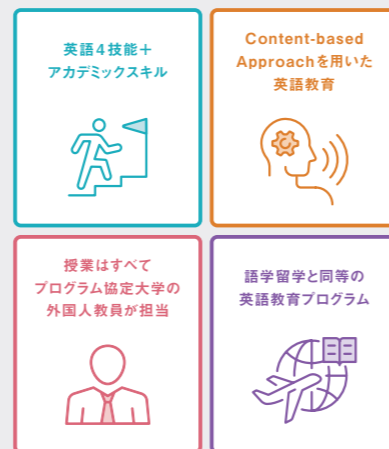 英語4技能＋
アカデミックスキル
Content-based
Approachを用いた
英語教育
授業はすべて
プログラム協定大学の
外国人教員が担当
語学留学と同等の
英語教育プログラム